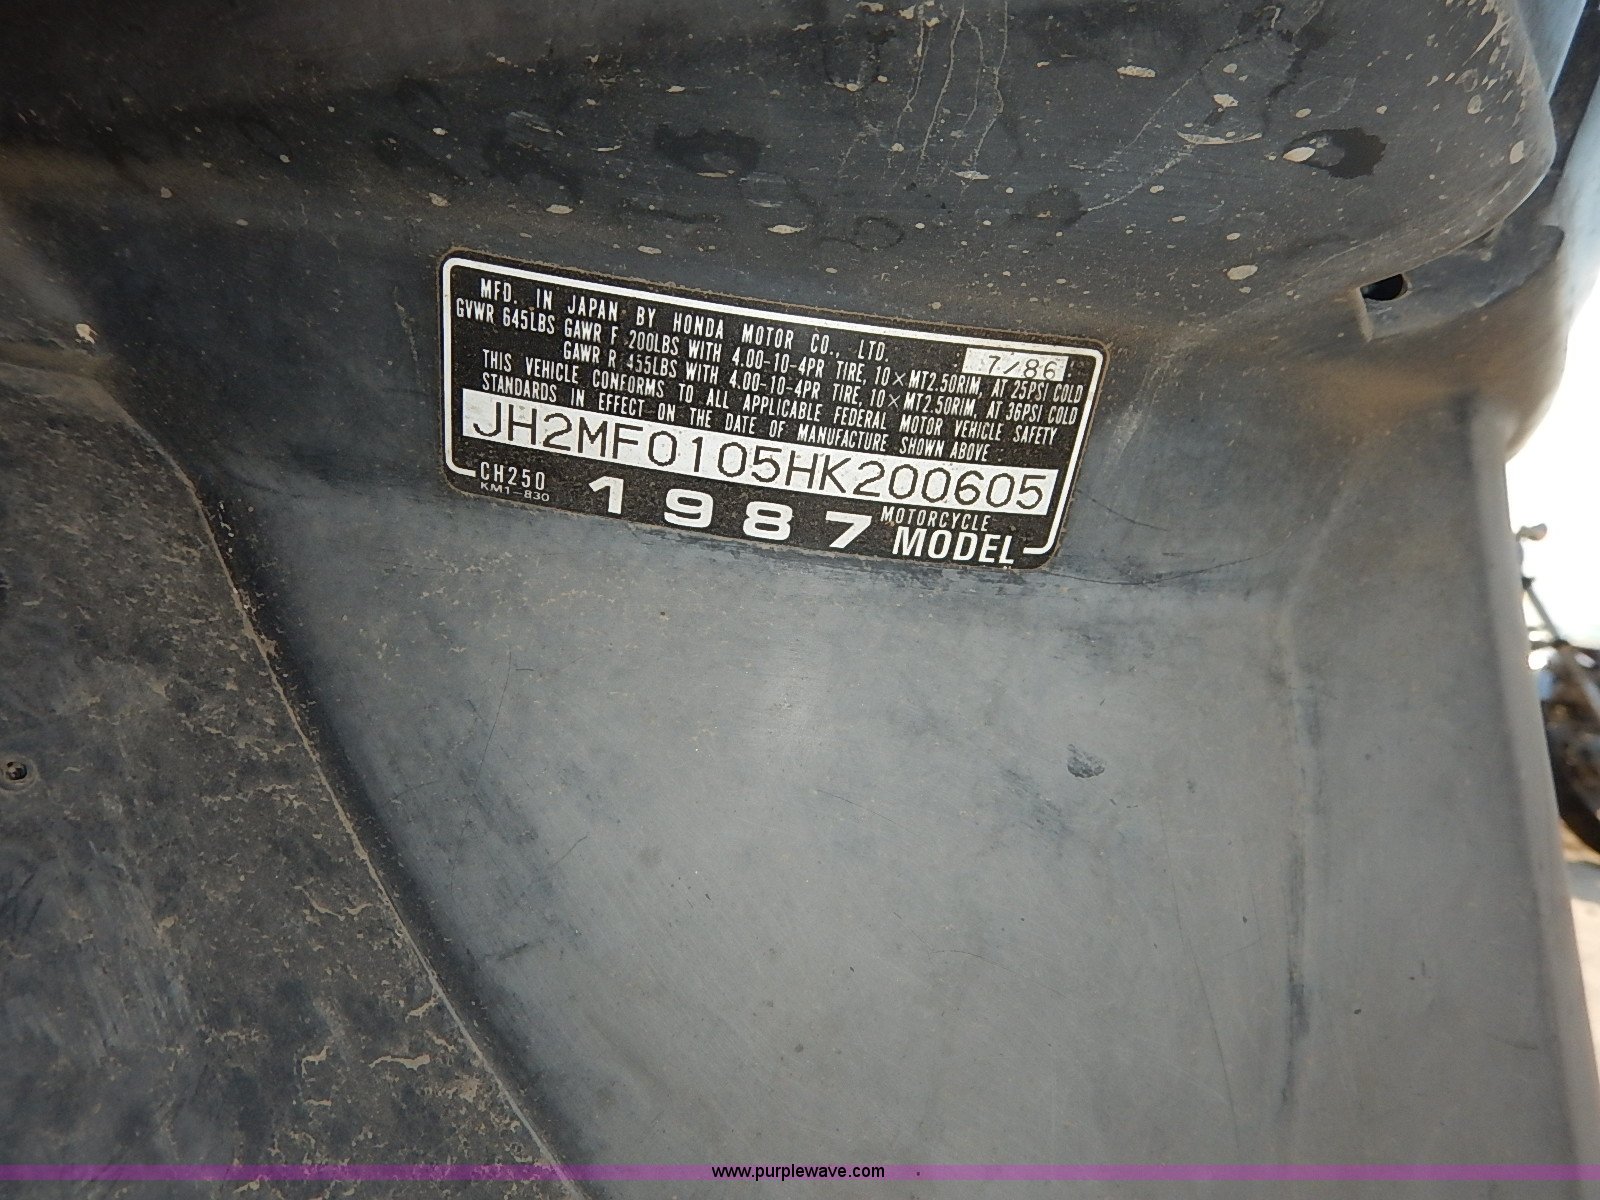 MFD. IN JAPAN BY HONDA MOTOR CO., LTD. 7/86
GVWR 645LBS GAWR F 200LBS WITH 4.00-10-4PR TIRE, 10×MT2.50RIM, AT 25PSI COLD
GAWR R 455LBS WITH 4.00-10-4PR TIRE, 10×MT2.50RIM, AT 36PSI COLD
THIS VEHICLE CONFORMS TO ALL APPLICABLE FEDERAL MOTOR VEHICLE SAFETY
STANDARDS IN EFFECT ON THE DATE OF MANUFACTURE SHOWN ABOVE
JH2MF0105HK200605
CH250
KM1-830
1987
MOTORCYCLE
MODEL
www.purplewave.com